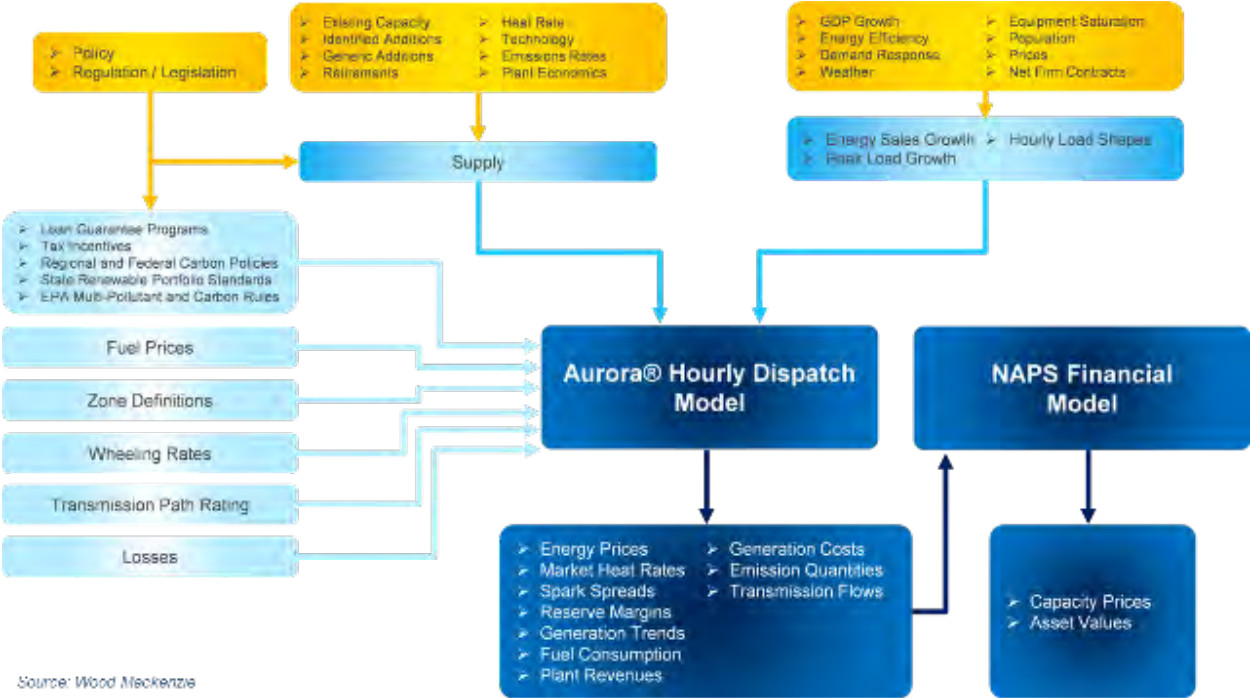 ➢ Policy
➢ Regulation / Legislation
➢ Existing Capacity
➢ Identified Additions
➢ Generic Additions
➢ Retirements
➢ Heat Rate
➢ Technology
➢ Emissions Rates
➢ Plant Economics
➢ GDP Growth
➢ Energy Efficiency
➢ Demand Response
➢ Weather
➢ Equipment Saturation
➢ Population
➢ Prices
➢ Net Firm Contracts
Supply
➢ Energy Sales Growth
➢ Peak Load Growth
➢ Hourly Load Shapes
➢ Loan Guarantee Programs
➢ Tax Incentives
➢ Regional and Federal Carbon Policies
➢ State Renewable Portfolio Standards
➢ EPA Multi-Pollutant and Carbon Rules
Fuel Prices
Zone Definitions
Wheeling Rates
Transmission Path Rating
Losses
Aurora® Hourly Dispatch
Model
NAPS Financial
Model
➢ Energy Prices
➢ Market Heat Rates
➢ Spark Spreads
➢ Reserve Margins
➢ Generation Trends
➢ Fuel Consumption
➢ Plant Revenues
➢ Generation Costs
➢ Emission Quantities
➢ Transmission Flows
➢ Capacity Prices
➢ Asset Values
Source: Wood Mackenzie